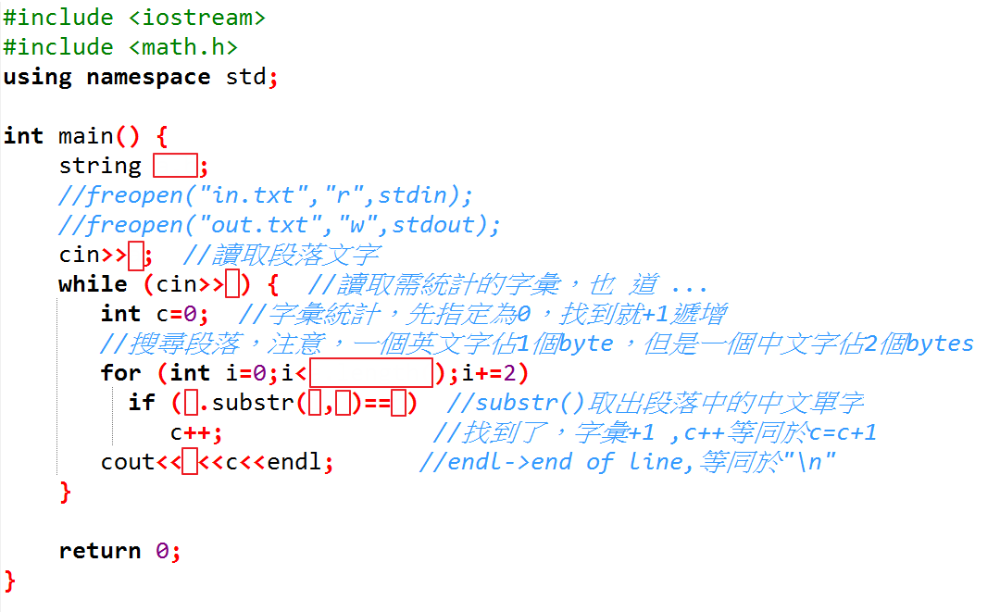 #include <iostream>
#include <math.h>
using namespace std;
int main() {
string ;
//freopen("in.txt","r",stdin);
//freopen("out.txt","w",stdout);
cin>> ; //讀取段落文字
while (cin>> ) { //讀取需統計的字彙，也 道 ...
int c=0; //字彙統計，先指定為0，找到就+1遞增
//搜尋段落，注意，一個英文字佔1個byte，但是一個中文字佔2個bytes
for (int i=0;i< );i+=2)
if ( .substr( , )== ) //substr()取出段落中的中文單字
c++; //找到了，字彙+1 ,c++等同於c=c+1
cout<< <<c<<endl; //endl->end of line,等同於"\n"
}
return 0;
}